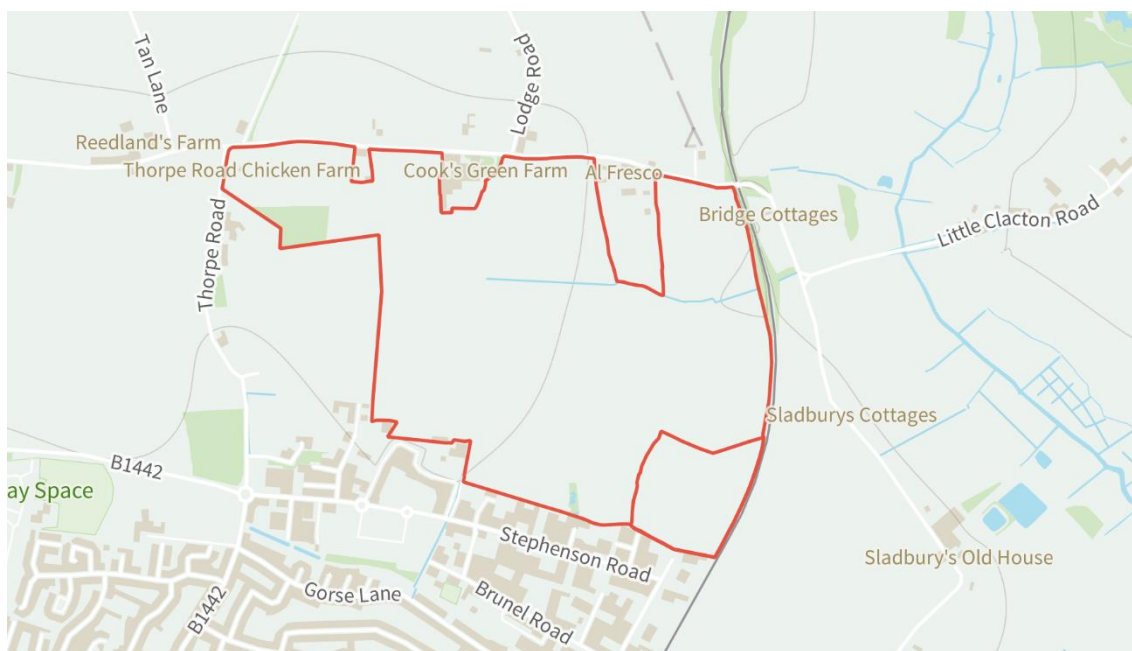 Tan Lane
Lodge Road
Reedland's Farm
Thorpe Road Chicken Farm
Cook's Green Farm
Al Fresco
Bridge Cottages
Little Clacton Road
Thorpe Road
Sladburys Cottages
B1442
ay Space
Stephenson Road
Sladbury's Old House
Gorse Lane
Brunel Road
B1442